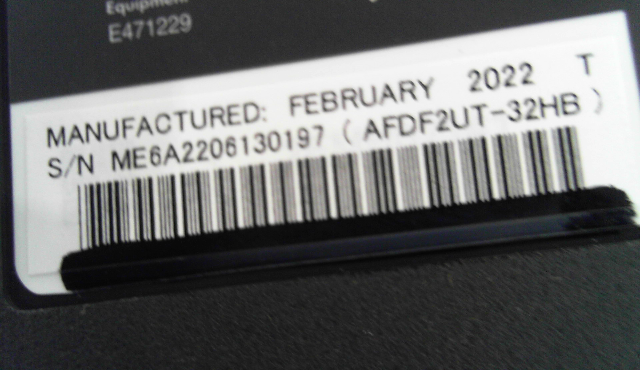 Equipment
E471229
MANUFACTURED: FEBRUARY 2022 T
S/N ME6A2206130197 ( AFDF2UT-32HB )